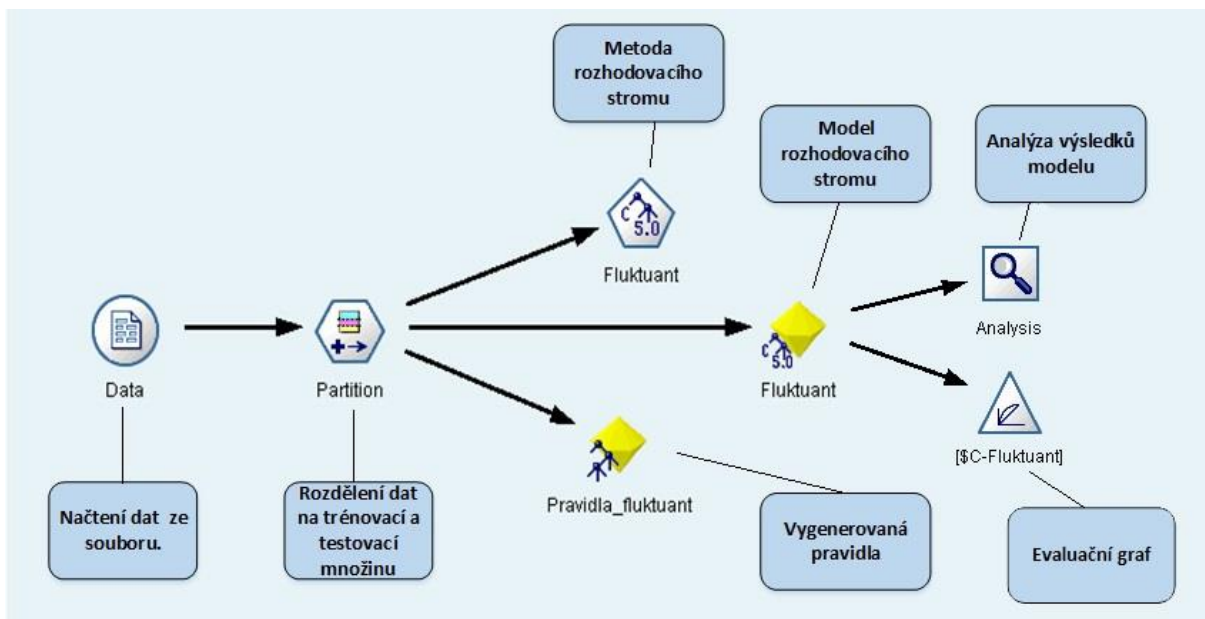 Metoda
rozhodovacího
stromu
Model
rozhodovacího
stromu
Analýza výsledků
modelu
C
5.0
Fluktuant
Analysis
Data
Partition
C
5.0
Fluktuant
[$C-Fluktuant]
Pravidla_fluktuant
Načtení dat ze
souboru.
Rozdělení dat
na trénovací a
testovací
množinu
Vygenerovaná
pravidla
Evaluační graf